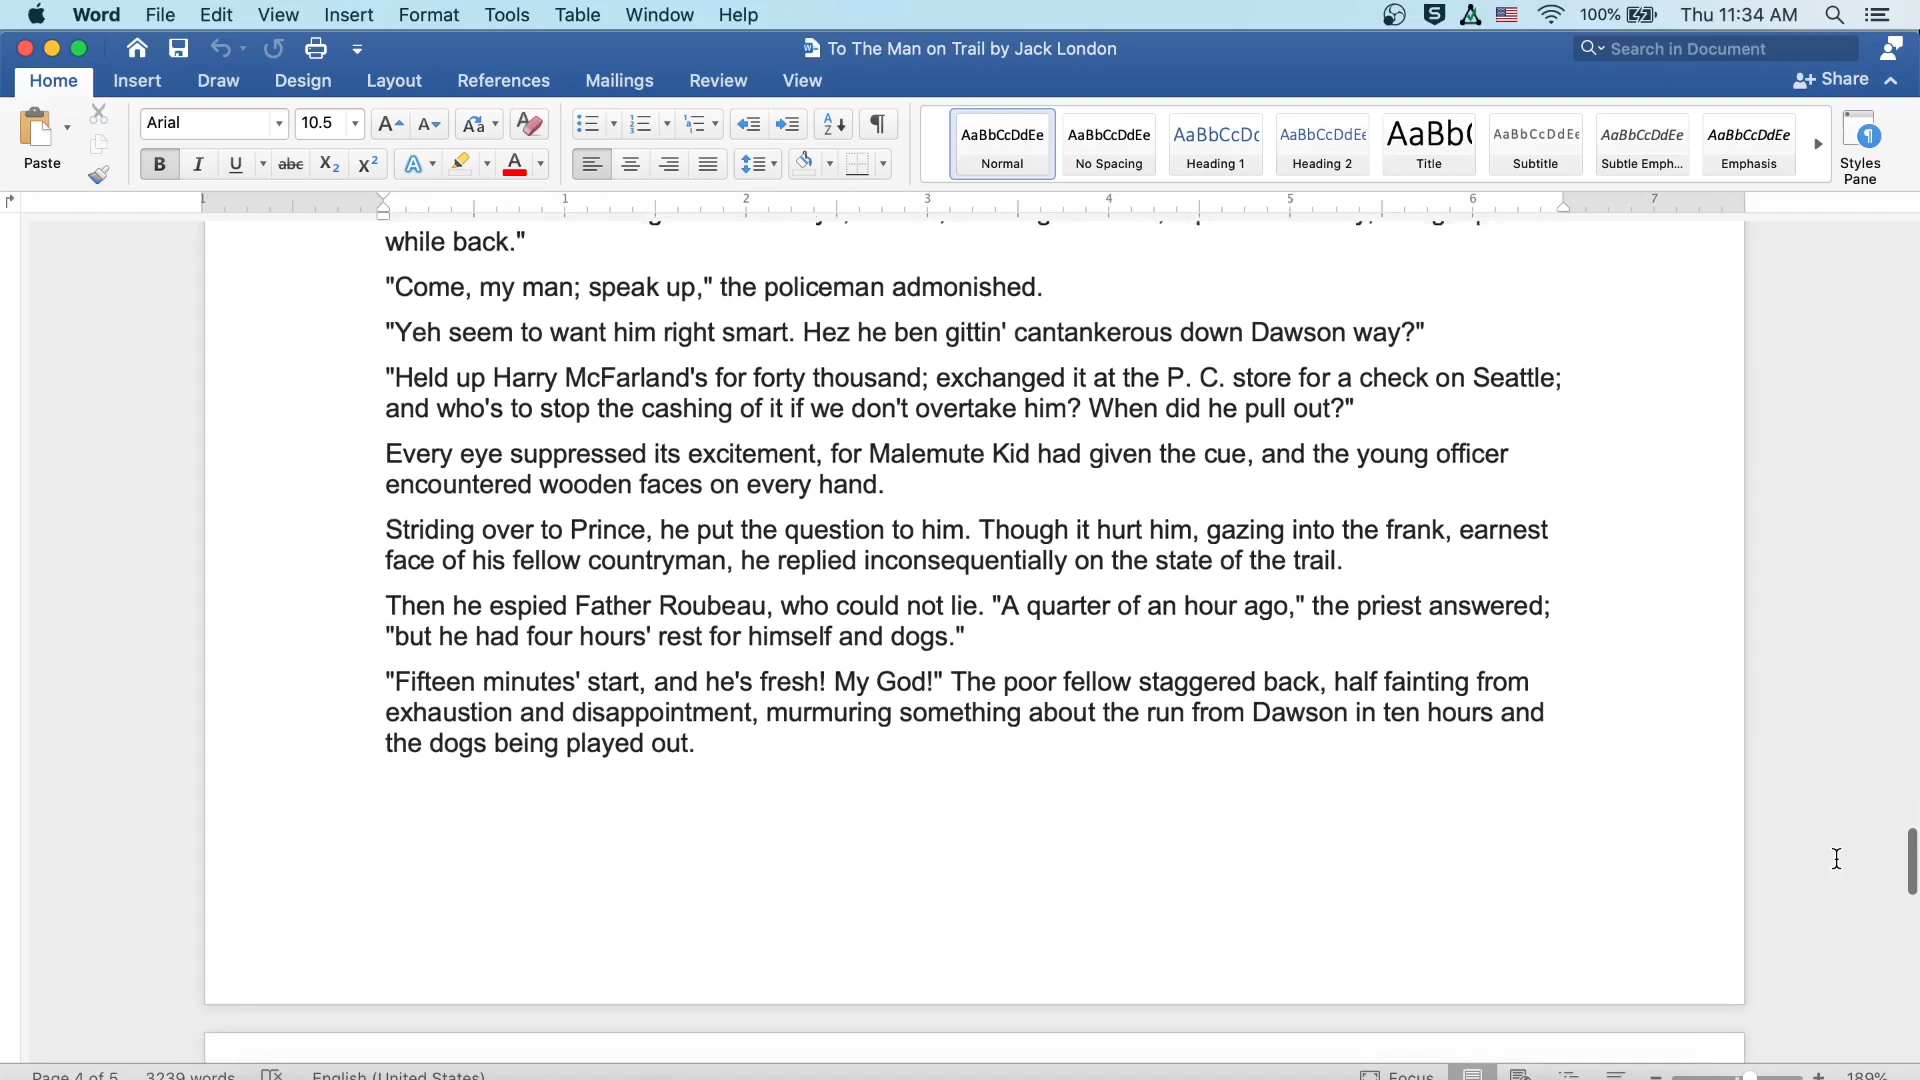 Word File Edit View Insert Format Tools Table Window Help 100% Thu 11:34 AM
To The Man on Trail by Jack London Search in Document
Home Insert Draw Design Layout References Mailings Review View Share
Paste Arial 10.5
AaBbCcDdEe AaBbCcDdEe AaBbCcDc AaBbCcDdEe AaBb( AaBbCcDdEe AaBbCcDdEe AaBbCcDdEe
Normal No Spacing Heading 1 Heading 2 Title Subtitle Subtle Emph... Emphasis Styles Pane
1 1 2 3 4 5 6 7
while back."
"Come, my man; speak up," the policeman admonished.
"Yeh seem to want him right smart. Hez he ben gittin' cantankerous down Dawson way?"
"Held up Harry McFarland's for forty thousand; exchanged it at the P. C. store for a check on Seattle;
and who's to stop the cashing of it if we don't overtake him? When did he pull out?"
Every eye suppressed its excitement, for Malemute Kid had given the cue, and the young officer
encountered wooden faces on every hand.
Striding over to Prince, he put the question to him. Though it hurt him, gazing into the frank, earnest
face of his fellow countryman, he replied inconsequentially on the state of the trail.
Then he espied Father Roubeau, who could not lie. "A quarter of an hour ago," the priest answered;
"but he had four hours' rest for himself and dogs."
"Fifteen minutes' start, and he's fresh! My God!" The poor fellow staggered back, half fainting from
exhaustion and disappointment, murmuring something about the run from Dawson in ten hours and
the dogs being played out.
Page 4 of 5 3239 words English (United States) Focus 189%